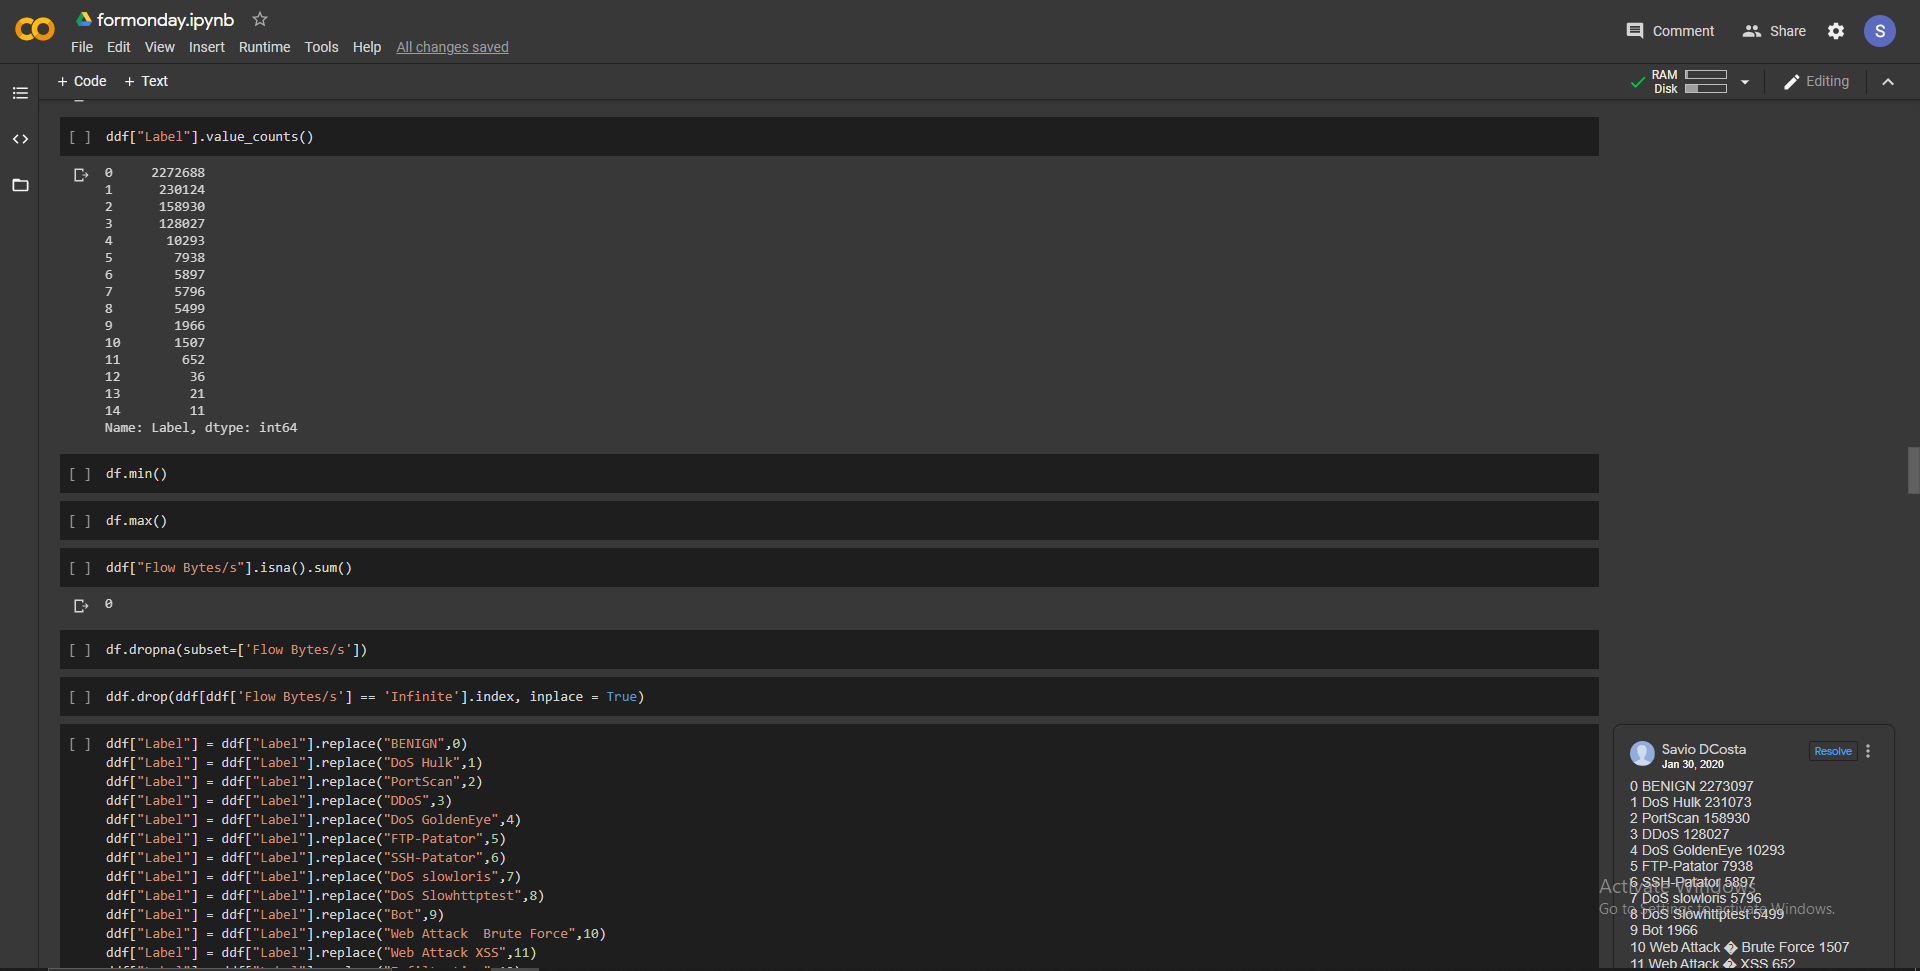 formonday.ipynb
File Edit View Insert Runtime Tools Help All changes saved
Comment Share S
+ Code + Text
RAM
Disk
Editing
[ ] ddf["Label"].value_counts()
0 2272688
1 230124
2 158930
3 128027
4 10293
5 7938
6 5897
7 5796
8 5499
9 1966
10 1507
11 652
12 36
13 21
14 11
Name: Label, dtype: int64
[ ] df.min()
[ ] df.max()
[ ] ddf["Flow Bytes/s"].isna().sum()
0
[ ] df.dropna(subset=['Flow Bytes/s'])
[ ] ddf.drop(ddf[ddf['Flow Bytes/s'] == 'Infinite'].index, inplace = True)
[ ] ddf["Label"] = ddf["Label"].replace("BENIGN",0)
ddf["Label"] = ddf["Label"].replace("DoS Hulk",1)
ddf["Label"] = ddf["Label"].replace("PortScan",2)
ddf["Label"] = ddf["Label"].replace("DDoS",3)
ddf["Label"] = ddf["Label"].replace("DoS GoldenEye",4)
ddf["Label"] = ddf["Label"].replace("FTP-Patator",5)
ddf["Label"] = ddf["Label"].replace("SSH-Patator",6)
ddf["Label"] = ddf["Label"].replace("DoS slowloris",7)
ddf["Label"] = ddf["Label"].replace("DoS Slowhttptest",8)
ddf["Label"] = ddf["Label"].replace("Bot",9)
ddf["Label"] = ddf["Label"].replace("Web Attack  Brute Force",10)
ddf["Label"] = ddf["Label"].replace("Web Attack XSS",11)
Savio DCosta
Resolve
Jan 30, 2020
0 BENIGN 2273097
1 DoS Hulk 231073
2 PortScan 158930
3 DDoS 128027
4 DoS GoldenEye 10293
5 FTP-Patator 7938
6 SSH-Patator 5897
7 DoS slowloris 5796
8 DoS Slowhttptest 5499
9 Bot 1966
10 Web Attack � Brute Force 1507
11 Web Attack � XSS 652
Activate Windows
Go to Settings to activate Windows.